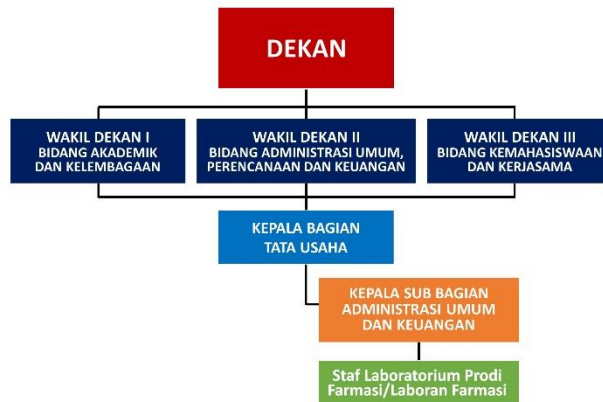 DEKAN
WAKIL DEKAN I
BIDANG AKADEMIK
DAN KELEMBAGAAN
WAKIL DEKAN II
BIDANG ADMINISTRASI UMUM,
PERENCANAAN DAN KEUANGAN
WAKIL DEKAN III
BIDANG KEMAHASISWAAN
DAN KERJASAMA
KEPALA BAGIAN
TATA USAHA
KEPALA SUB BAGIAN
ADMINISTRASI UMUM
DAN KEUANGAN
Staf Laboratorium Prodi
Farmasi/Laboran Farmasi